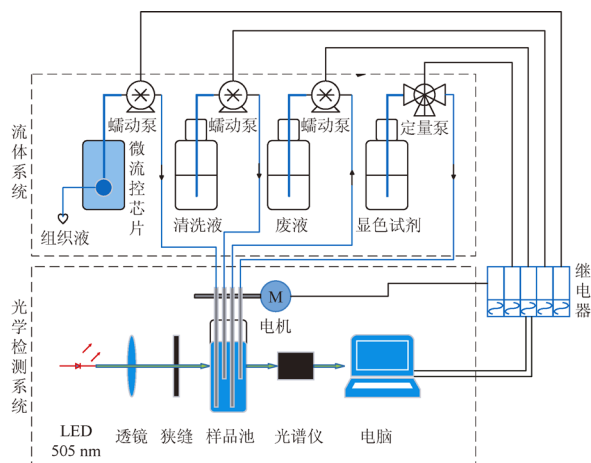 流体系统
蠕动泵
蠕动泵
蠕动泵
定量泵
微流控芯片
组织液
清洗液
废液
显色试剂
继电器
光学检测系统
M
电机
LED
505 nm
透镜
狭缝
样品池
光谱仪
电脑